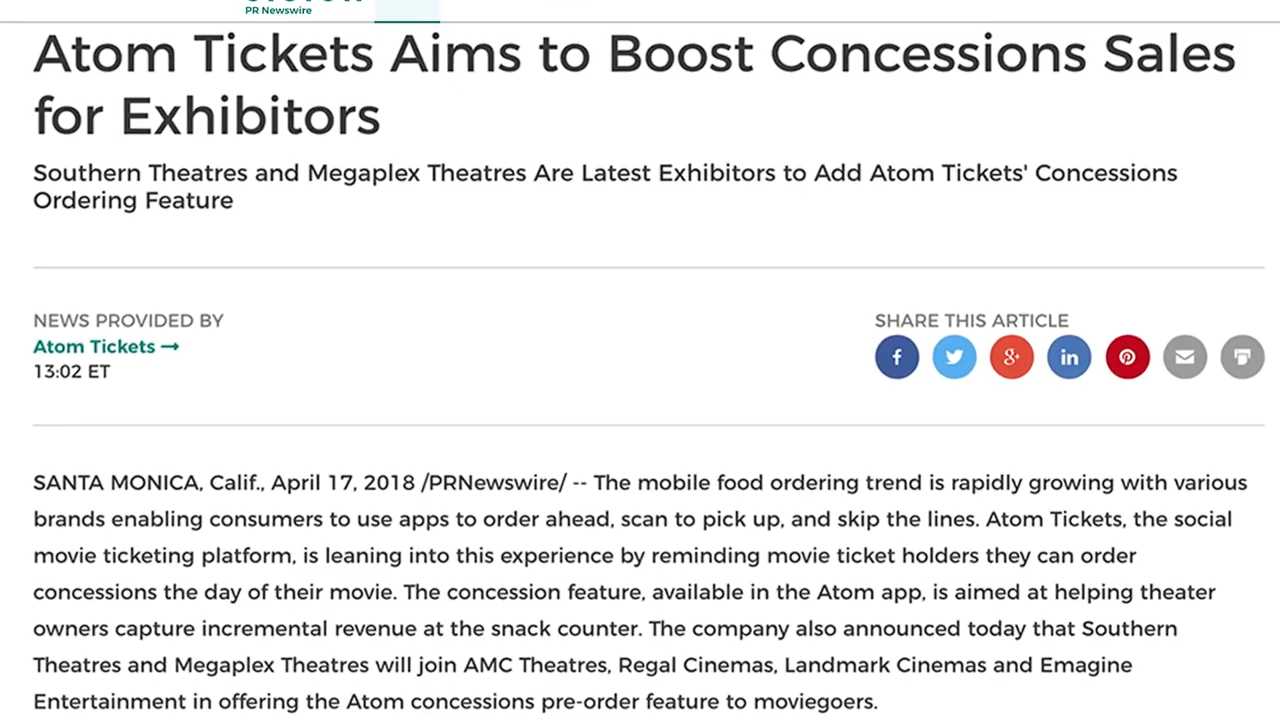 PR Newswire
Atom Tickets Aims to Boost Concessions Sales
for Exhibitors
Southern Theatres and Megaplex Theatres Are Latest Exhibitors to Add Atom Tickets' Concessions
Ordering Feature
NEWS PROVIDED BY
Atom Tickets →
13:02 ET
SHARE THIS ARTICLE
SANTA MONICA, Calif., April 17, 2018 /PRNewswire/ -- The mobile food ordering trend is rapidly growing with various
brands enabling consumers to use apps to order ahead, scan to pick up, and skip the lines. Atom Tickets, the social
movie ticketing platform, is leaning into this experience by reminding movie ticket holders they can order
concessions the day of their movie. The concession feature, available in the Atom app, is aimed at helping theater
owners capture incremental revenue at the snack counter. The company also announced today that Southern
Theatres and Megaplex Theatres will join AMC Theatres, Regal Cinemas, Landmark Cinemas and Emagine
Entertainment in offering the Atom concessions pre-order feature to moviegoers.